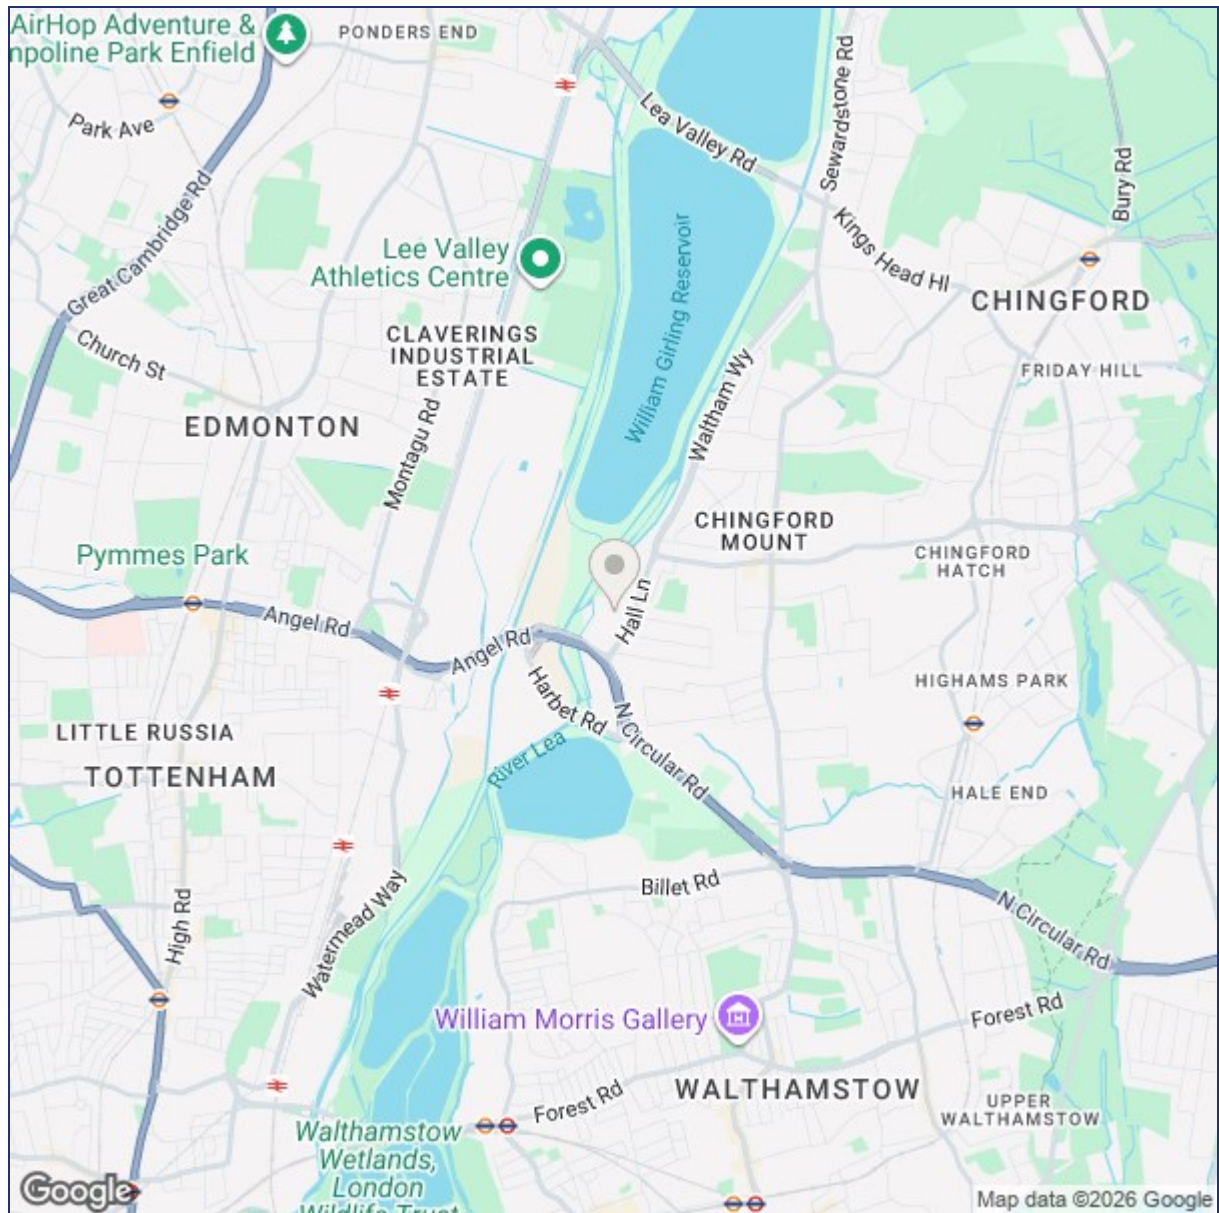 AirHop Adventure &
mpoline Park Enfield
PONDERS END
Park Ave
Lea Valley Rd
Sewardstone Rd
Bury Rd
Great Cambridge Rd
Kings Head Hl
Lee Valley
Athletics Centre
William Girling Reservoir
CHINGFORD
Church St
CLAVERINGS
INDUSTRIAL
ESTATE
Waltham Wy
FRIDAY HILL
EDMONTON
Montagu Rd
CHINGFORD
MOUNT
Pymmes Park
CHINGFORD
HATCH
Angel Rd
Hall Ln
Angel Rd
HIGHAMS PARK
Harbet Rd
N Circular Rd
LITTLE RUSSIA
River Lea
TOTTENHAM
HALE END
Billet Rd
High Rd
Watermead Way
N Circular Rd
William Morris Gallery
Forest Rd
WALTHAMSTOW
Forest Rd
UPPER
WALTHAMSTOW
Walthamstow
Wetlands,
London
Wildlife Trust
Google
Map data ©2026 Google